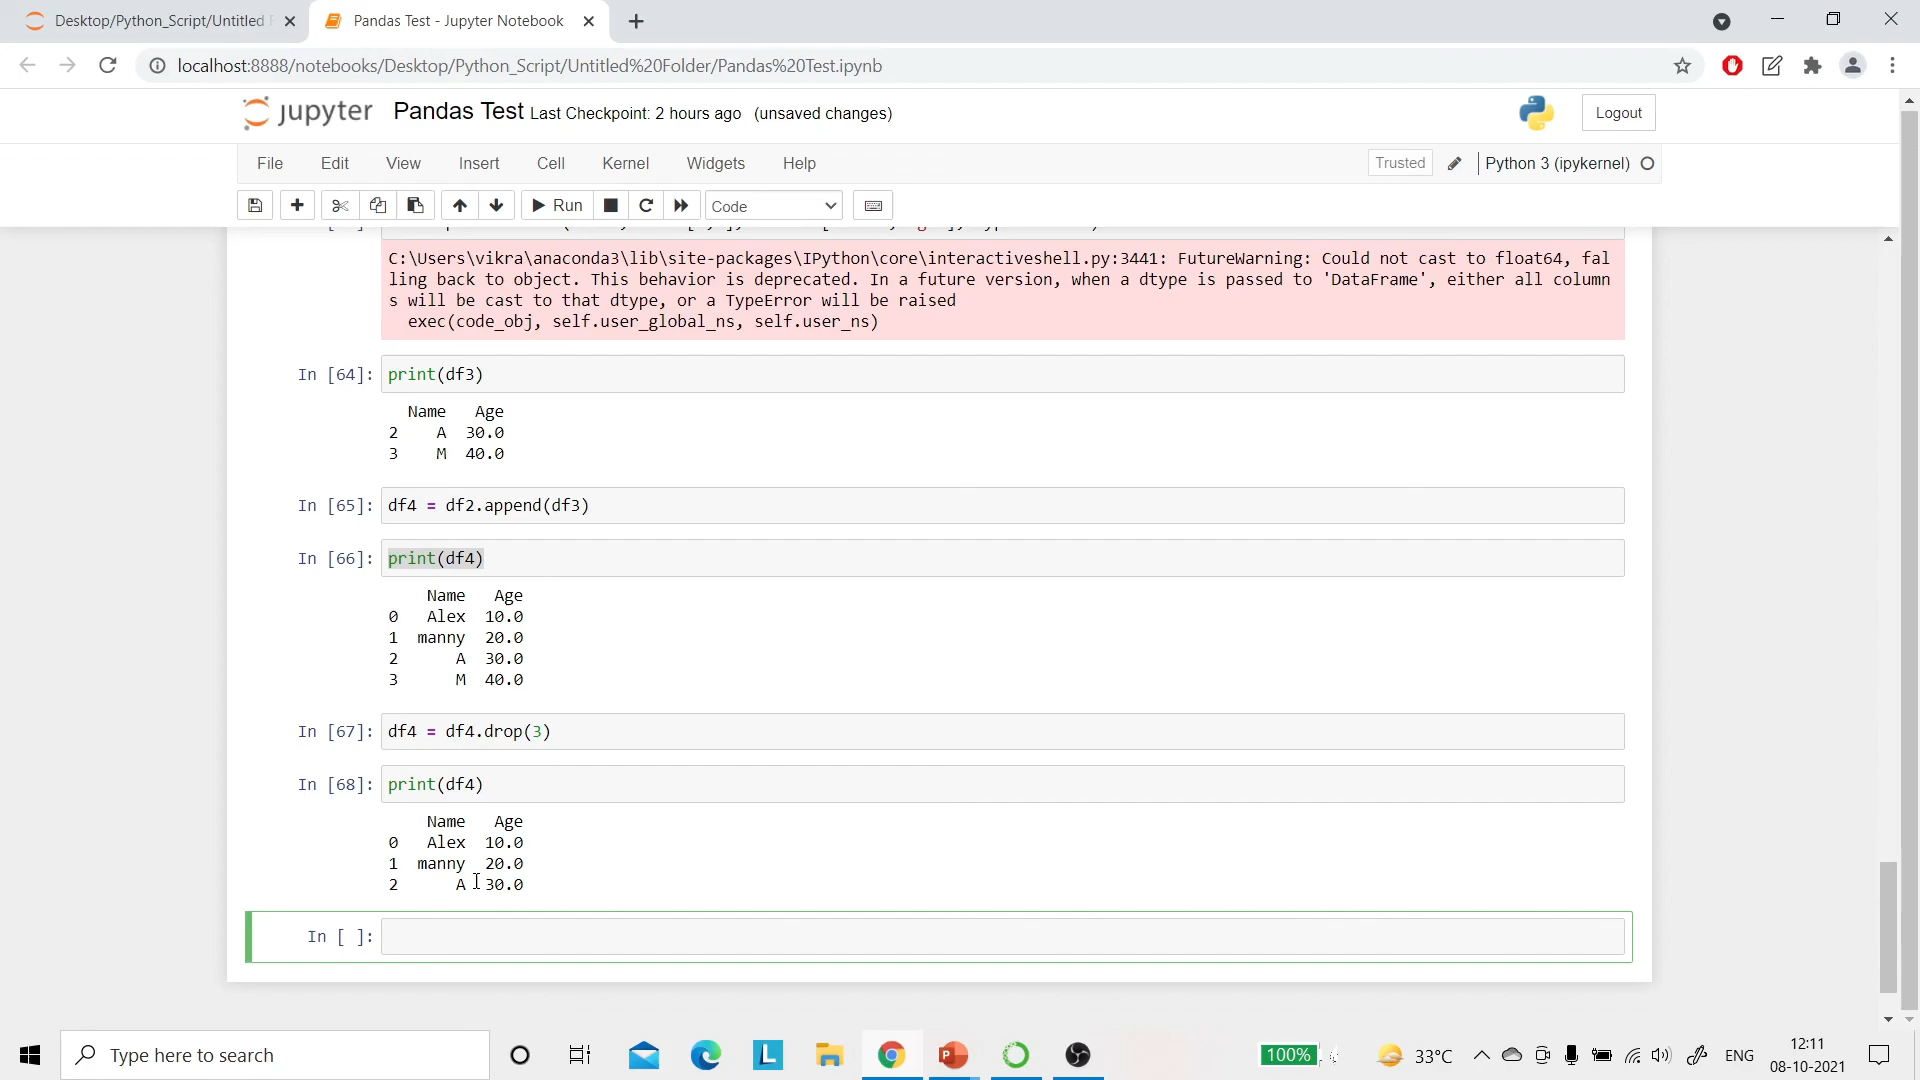 Desktop/Python_Script/Untitled F
Pandas Test - Jupyter Notebook
localhost:8888/notebooks/Desktop/Python_Script/Untitled%20Folder/Pandas%20Test.ipynb
jupyter Pandas Test Last Checkpoint: 2 hours ago (unsaved changes)
Logout
File Edit View Insert Cell Kernel Widgets Help
Trusted Python 3 (ipykernel)
Run Code
C:\Users\vikra\anaconda3\lib\site-packages\IPython\core\interactiveshell.py:3441: FutureWarning: Could not cast to float64, fal
ling back to object. This behavior is deprecated. In a future version, when a dtype is passed to 'DataFrame', either all column
s will be cast to that dtype, or a TypeError will be raised
exec(code_obj, self.user_global_ns, self.user_ns)
In [64]: print(df3)
Name Age
2 A 30.0
3 M 40.0
In [65]: df4 = df2.append(df3)
In [66]: print(df4)
Name Age
0 Alex 10.0
1 manny 20.0
2 A 30.0
3 M 40.0
In [67]: df4 = df4.drop(3)
In [68]: print(df4)
Name Age
0 Alex 10.0
1 manny 20.0
2 A 30.0
In [ ]:
Type here to search
100%
33°C
ENG
12:11
08-10-2021